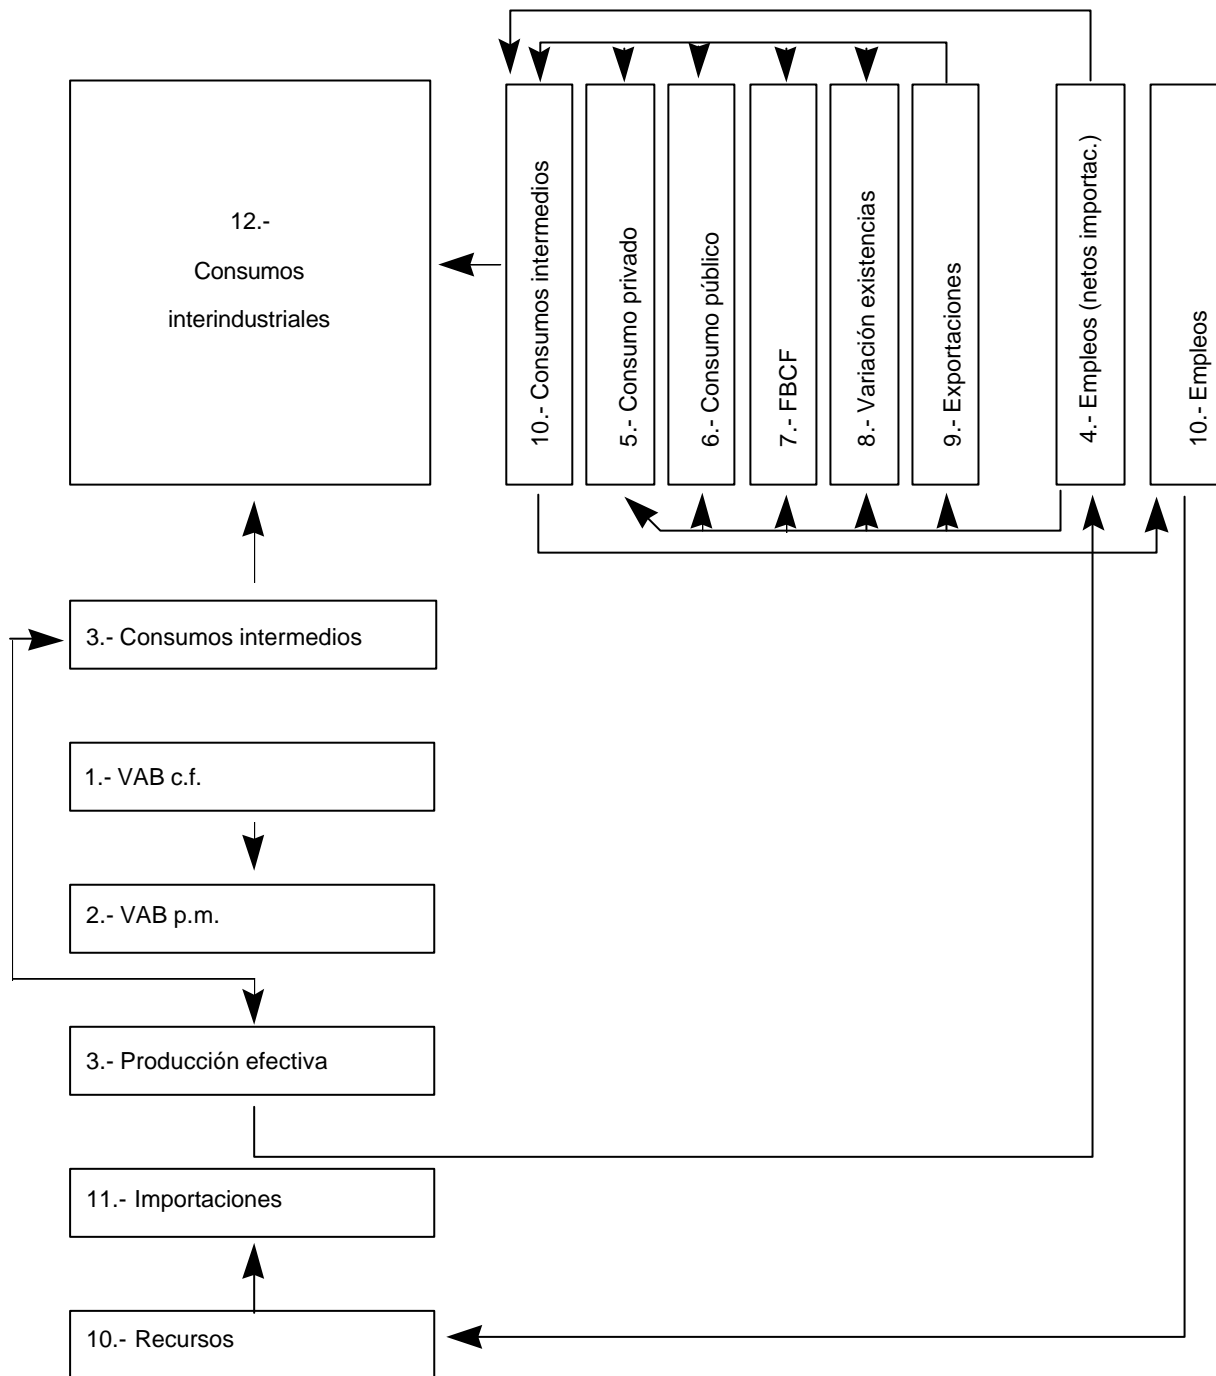 12.-
Consumos
interindustriales
10.- Consumos intermedios
5.- Consumo privado
6.- Consumo público
7.- FBCF
8.- Variación existencias
9.- Exportaciones
4.- Empleos (netos importac.)
10.- Empleos
3.- Consumos intermedios
1.- VAB c.f.
2.- VAB p.m.
3.- Producción efectiva
11.- Importaciones
10.- Recursos